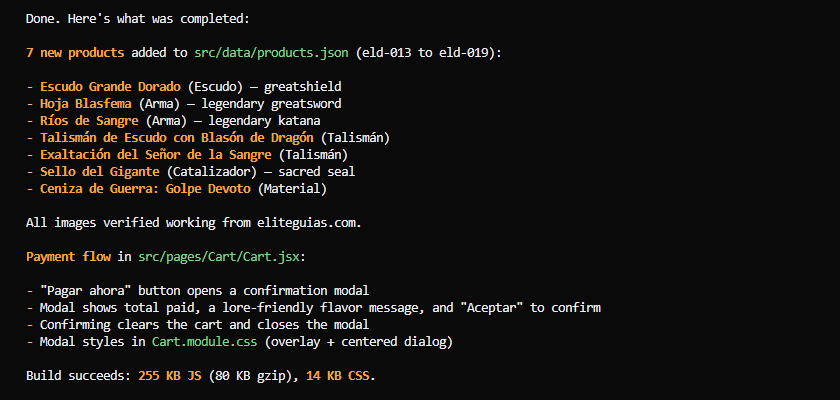 Done. Here's what was completed:
7 new products added to src/data/products.json (eld-013 to eld-019):
- Escudo Grande Dorado (Escudo) — greatshield
- Hoja Blasfema (Arma) — legendary greatsword
- Ríos de Sangre (Arma) — legendary katana
- Talismán de Escudo con Blasón de Dragón (Talismán)
- Exaltación del Señor de la Sangre (Talismán)
- Sello del Gigante (Catalizador) — sacred seal
- Ceniza de Guerra: Golpe Devoto (Material)
All images verified working from eliteguias.com.
Payment flow in src/pages/Cart/Cart.jsx:
- "Pagar ahora" button opens a confirmation modal
- Modal shows total paid, a lore-friendly flavor message, and "Aceptar" to confirm
- Confirming clears the cart and closes the modal
- Modal styles in Cart.module.css (overlay + centered dialog)
Build succeeds: 255 KB JS (80 KB gzip), 14 KB CSS.